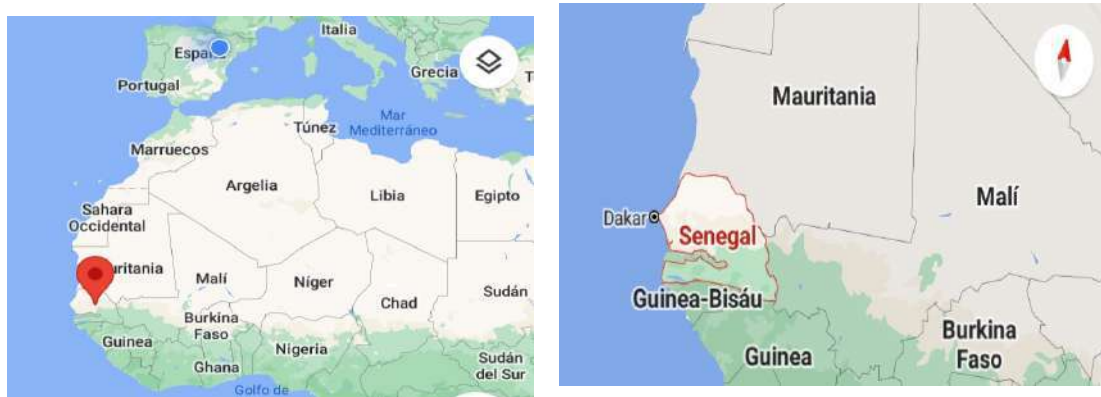 Italia
España
Grecia
Portugal
Mar
Mediterráneo
Túnez
Marruecos
Argelia
Libia
Egipto
Sahara
Occidental
Malí
Níger
Chad
Sudán
Burkina
Faso
Guinea
Nigeria
Ghana
Sudán
del Sur
Golfo de
Mauritania
Malí
Dakar
Senegal
Guinea-Bisáu
Guinea
Burkina
Faso